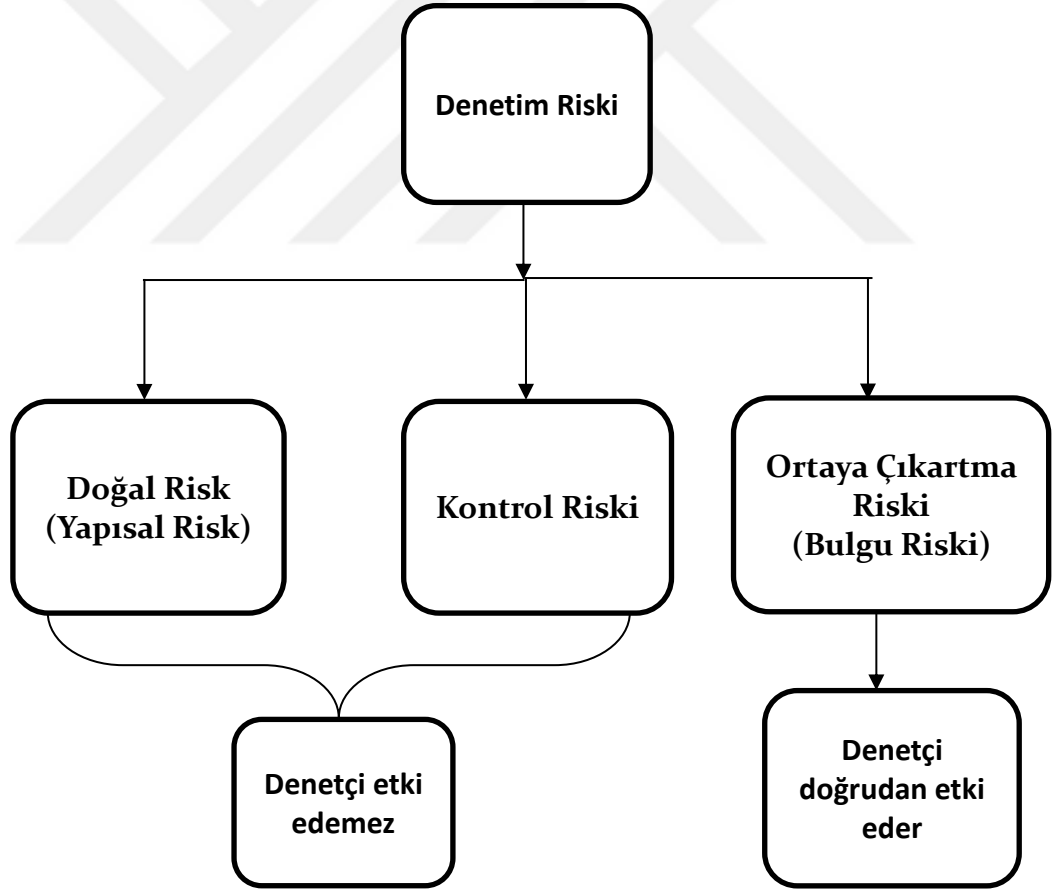 Denetim Riski
Doğal Risk
(Yapısal Risk)
Kontrol Riski
Ortaya Çıkartma
Riski
(Bulgu Riski)
Denetçi etki
edemez
Denetçi
doğrudan etki
eder